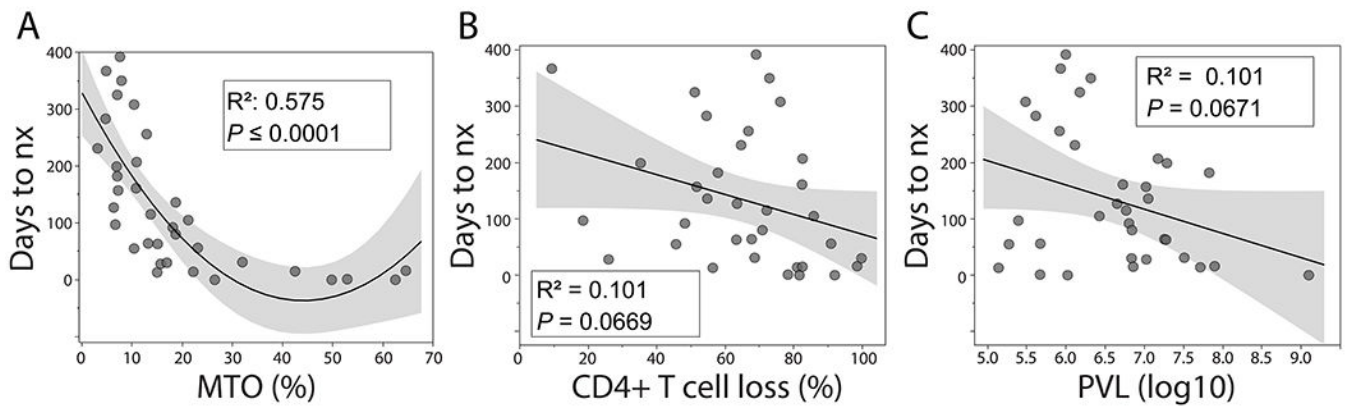 A
Days to nx
400
300
200
100
0
R²: 0.575
P ≤ 0.0001
0 10 20 30 40 50 60 70
MTO (%)
B
Days to nx
400
300
200
100
0
R² = 0.101
P = 0.0669
0 20 40 60 80 100
CD4+ T cell loss (%)
C
Days to nx
400
300
200
100
0
R² = 0.101
P = 0.0671
5.0 5.5 6.0 6.5 7.0 7.5 8.0 8.5 9.0
PVL (log10)